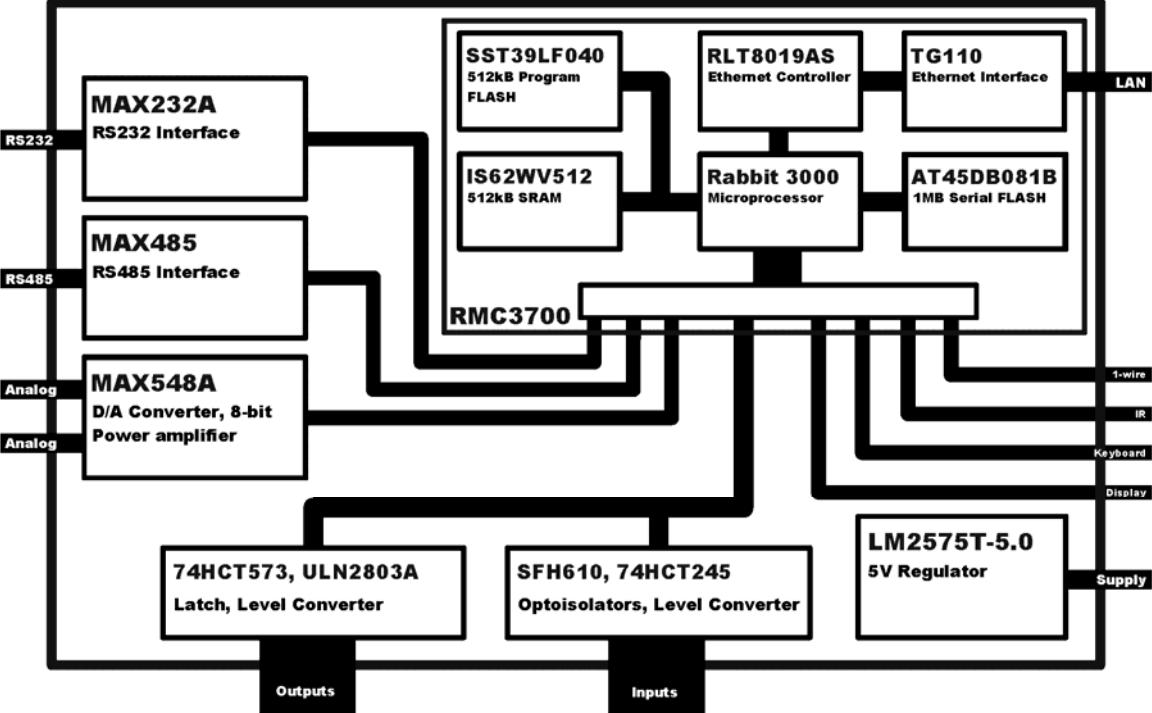 SST39LF040
512kB Program
FLASH
RLT8019AS
Ethernet Controller
TG110
Ethernet Interface
LAN
MAX232A
RS232 Interface
RS232
IS62WV512
512kB SRAM
Rabbit 3000
Microprocessor
AT45DB081B
1MB Serial FLASH
MAX485
RS485 Interface
RS485
RMC3700
MAX548A
D/A Converter, 8-bit
Power amplifier
Analog
Analog
1-wire
IR
Keyboard
Display
74HCT573, ULN2803A
Latch, Level Converter
SFH610, 74HCT245
Optoisolators, Level Converter
LM2575T-5.0
5V Regulator
Supply
Outputs
Inputs